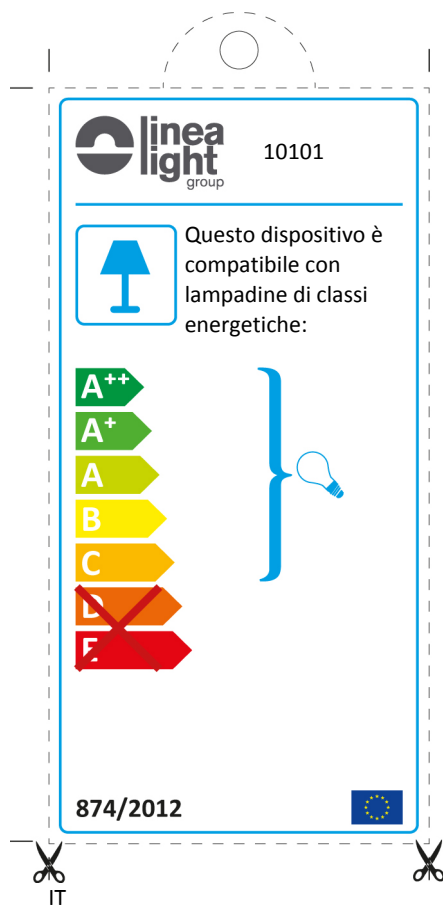 linea
light
group
10101
Questo dispositivo è
compatibile con
lampadine di classi
energetiche:
A++
A+
A
B
C
D
E
874/2012
IT